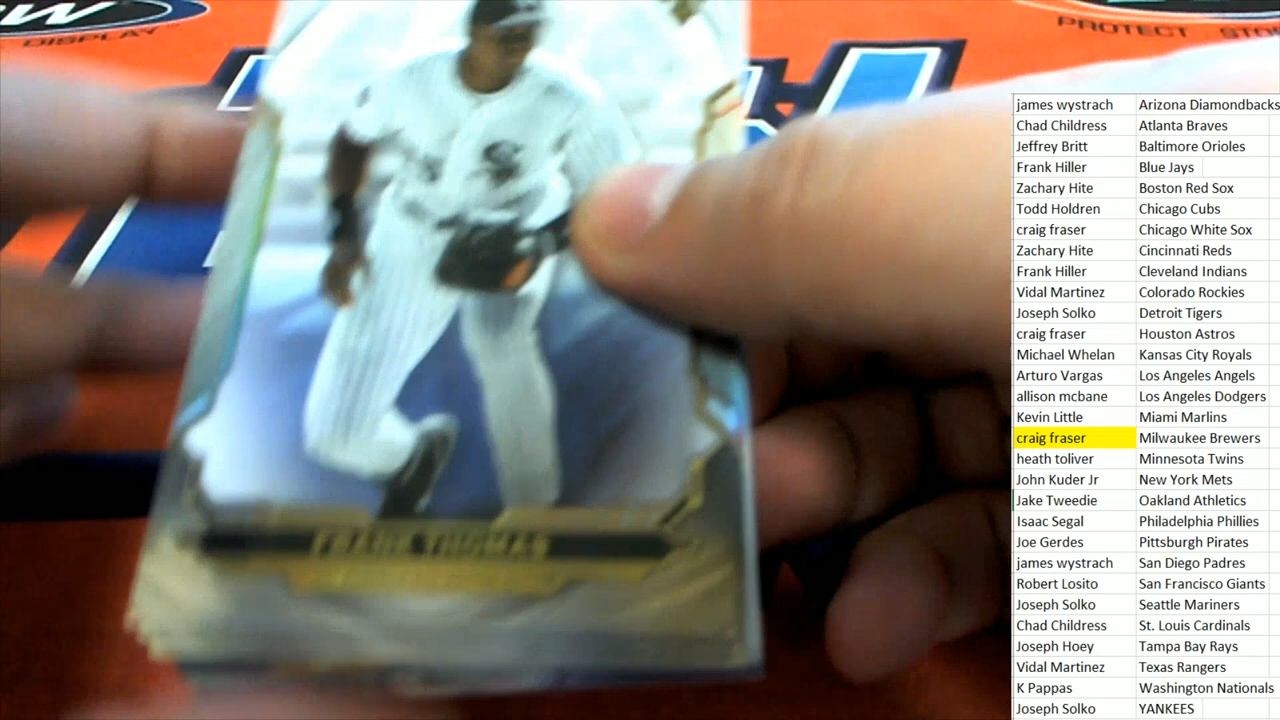 DISPLAY
PROTECT
FRANK THOMAS
james wystrach Arizona Diamondbacks
Chad Childress Atlanta Braves
Jeffrey Britt Baltimore Orioles
Frank Hiller Blue Jays
Zachary Hite Boston Red Sox
Todd Holdren Chicago Cubs
craig fraser Chicago White Sox
Zachary Hite Cincinnati Reds
Frank Hiller Cleveland Indians
Vidal Martinez Colorado Rockies
Joseph Solko Detroit Tigers
craig fraser Houston Astros
Michael Whelan Kansas City Royals
Arturo Vargas Los Angeles Angels
allison mcbane Los Angeles Dodgers
Kevin Little Miami Marlins
craig fraser Milwaukee Brewers
heath toliver Minnesota Twins
John Kuder Jr New York Mets
Jake Tweedie Oakland Athletics
Isaac Segal Philadelphia Phillies
Joe Gerdes Pittsburgh Pirates
james wystrach San Diego Padres
Robert Losito San Francisco Giants
Joseph Solko Seattle Mariners
Chad Childress St. Louis Cardinals
Joseph Hoey Tampa Bay Rays
Vidal Martinez Texas Rangers
K Pappas Washington Nationals
Joseph Solko YANKEES